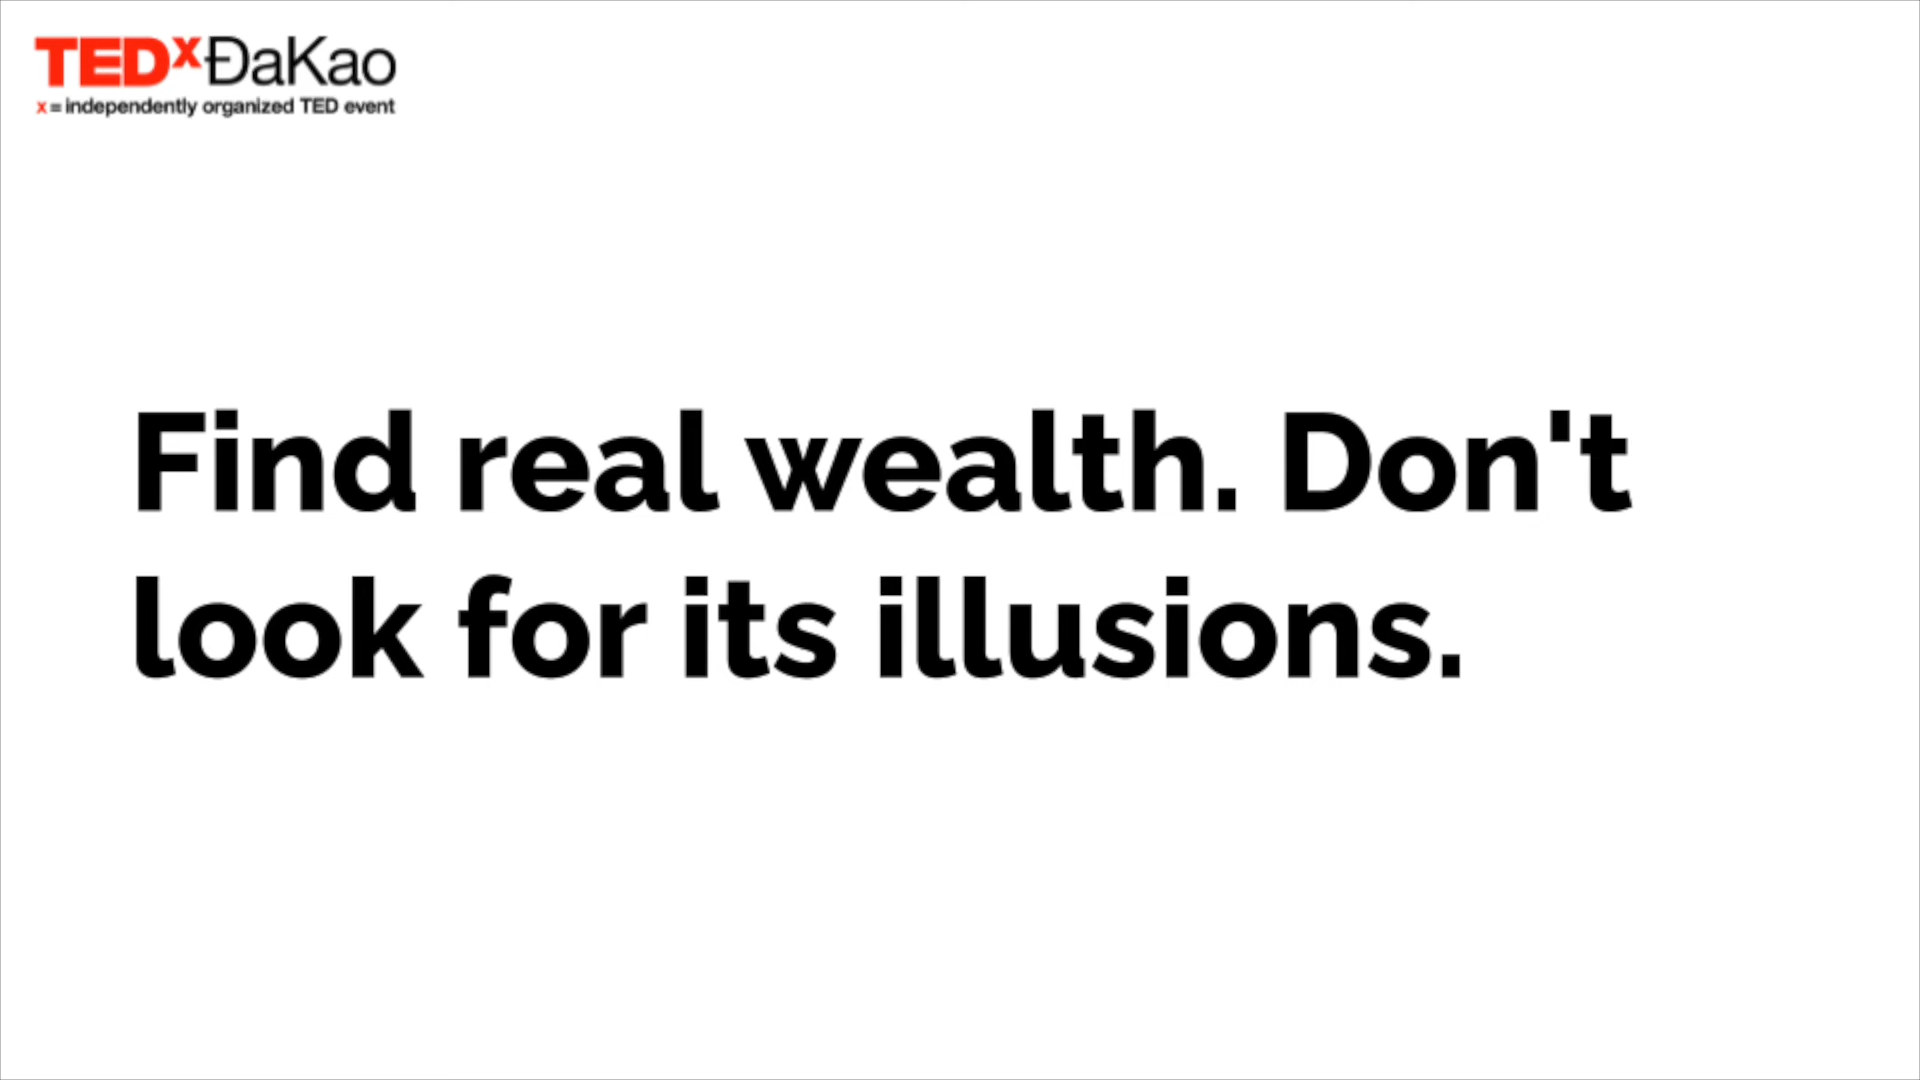 TEDxĐaKao
x = independently organized TED event
Find real wealth. Don't
look for its illusions.